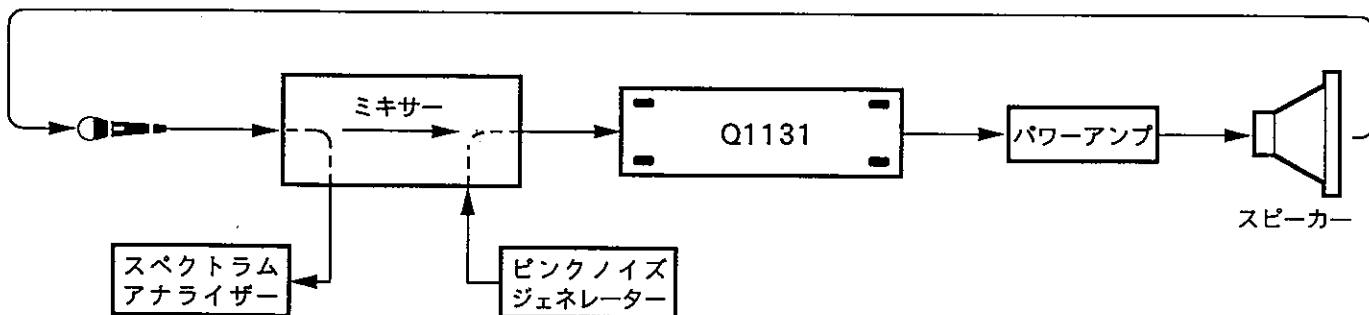 ミキサー
Q1131
パワーアンプ
スピーカー
スペクトラム
アナライザー
ピンクノイズ
ジェネレーター